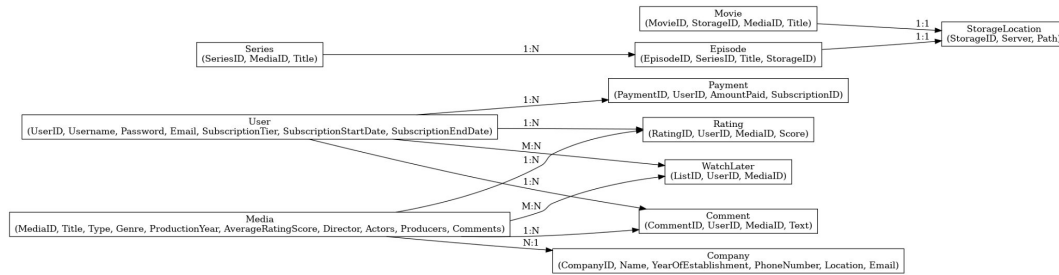 Movie
(MovieID, StorageID, MediaID, Title)
1:1
StorageLocation
(StorageID, Server, Path)
Series
(SeriesID, MediaID, Title)
1:N
Episode
(EpisodeID, SeriesID, Title, StorageID)
1:1
Payment
(PaymentID, UserID, AmountPaid, SubscriptionID)
1:N
User
(UserID, Username, Password, Email, SubscriptionTier, SubscriptionStartDate, SubscriptionEndDate)
1:N
Rating
(RatingID, UserID, MediaID, Score)
M:N
1:N
WatchLater
(ListID, UserID, MediaID)
1:N
M:N
Media
(MediaID, Title, Type, Genre, ProductionYear, AverageRatingScore, Director, Actors, Producers, Comments)
1:N
Comment
(CommentID, UserID, MediaID, Text)
N:1
Company
(CompanyID, Name, YearOfEstablishment, PhoneNumber, Location, Email)